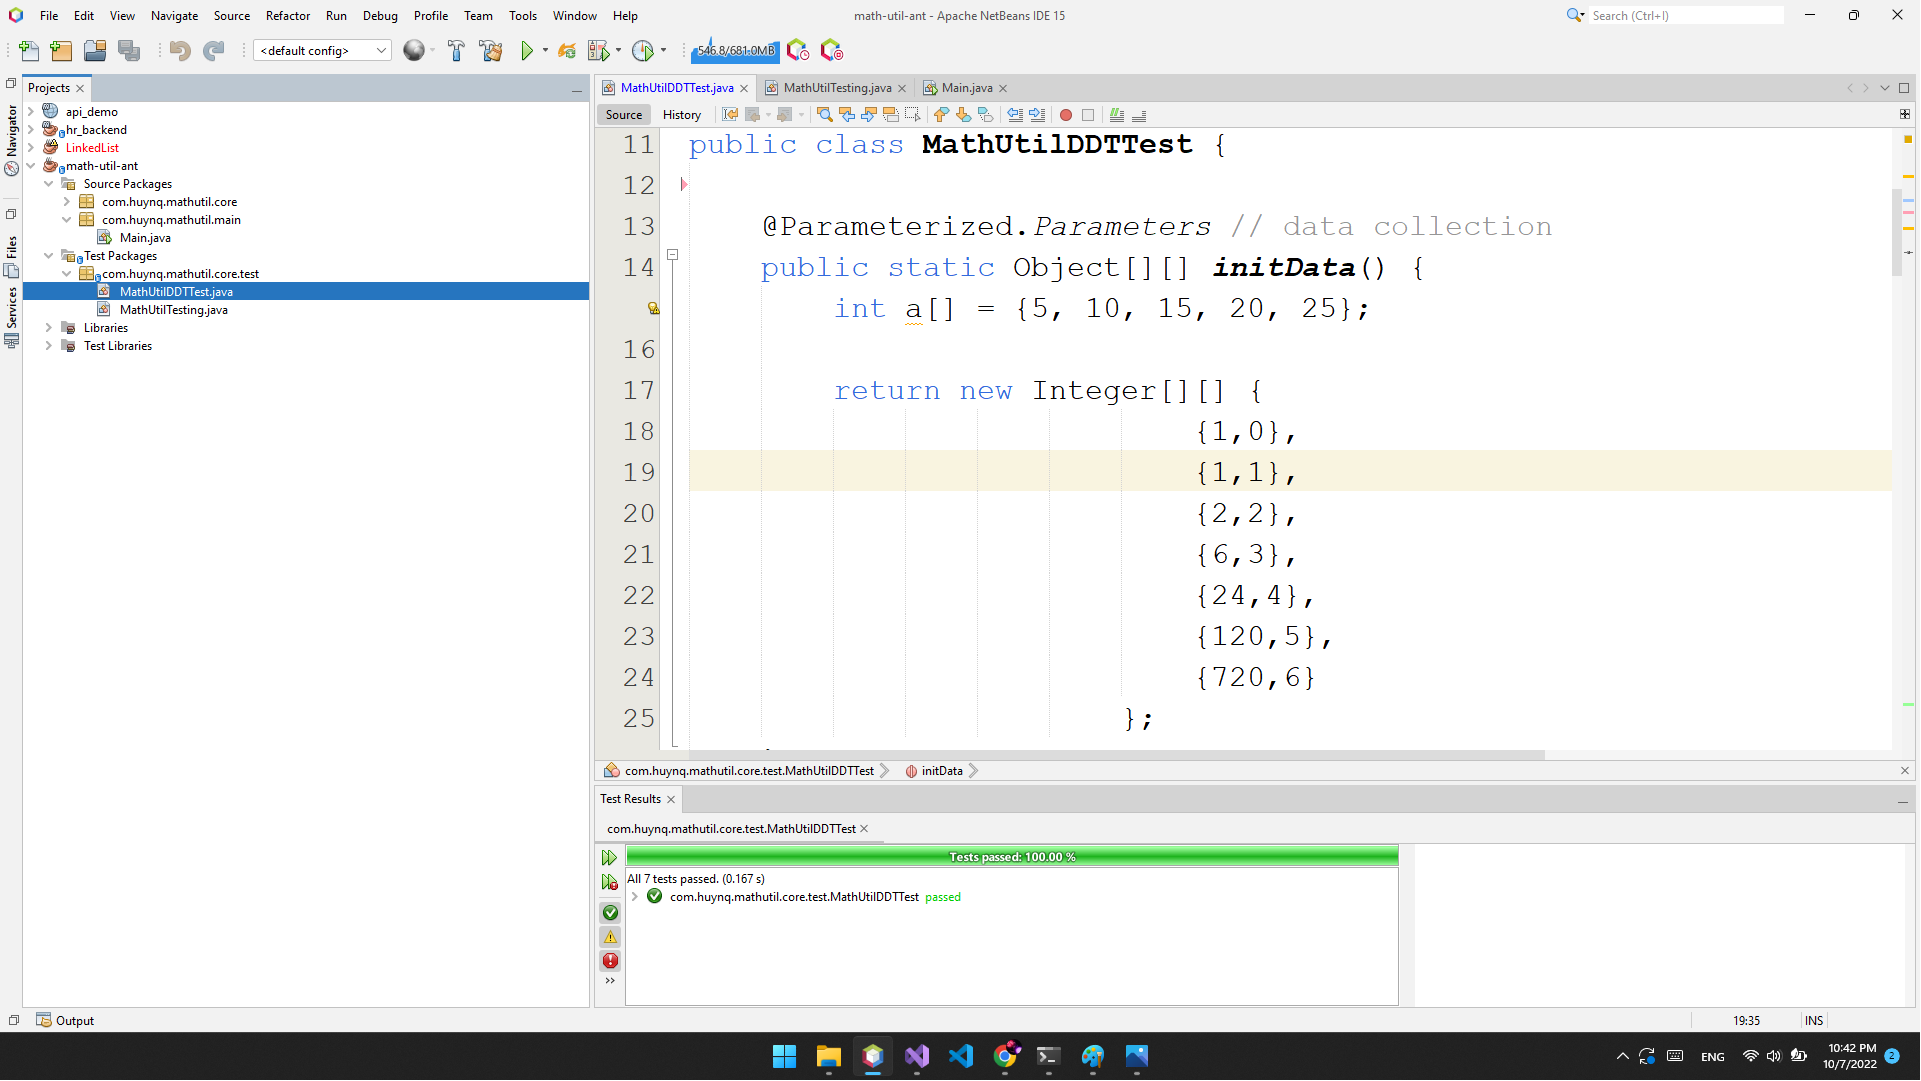 File Edit View Navigate Source Refactor Run Debug Profile Team Tools Window Help
math-util-ant - Apache NetBeans IDE 15
Search (Ctrl+I)
<default config>
546.8/681.0MB
Projects
Navigator
Files
Services
api_demo
hr_backend
LinkedList
math-util-ant
Source Packages
com.huynq.mathutil.core
com.huynq.mathutil.main
Main.java
Test Packages
com.huynq.mathutil.core.test
MathUtilDDTTest.java
MathUtilTesting.java
Libraries
Test Libraries
MathUtilDDTTest.java MathUtilTesting.java Main.java
Source History
11 public class MathUtilDDTTest {
12
13 @Parameterized.Parameters // data collection
14 public static Object[][] initData() {
int a[] = {5, 10, 15, 20, 25};
16
17 return new Integer[][] {
18 {1,0},
19 {1,1},
20 {2,2},
21 {6,3},
22 {24,4},
23 {120,5},
24 {720,6}
25 };
com.huynq.mathutil.core.test.MathUtilDDTTest initData
Test Results
com.huynq.mathutil.core.test.MathUtilDDTTest
Tests passed: 100.00 %
All 7 tests passed. (0.167 s)
com.huynq.mathutil.core.test.MathUtilDDTTest passed
Output
19:35 INS
ENG
10:42 PM
10/7/2022
2